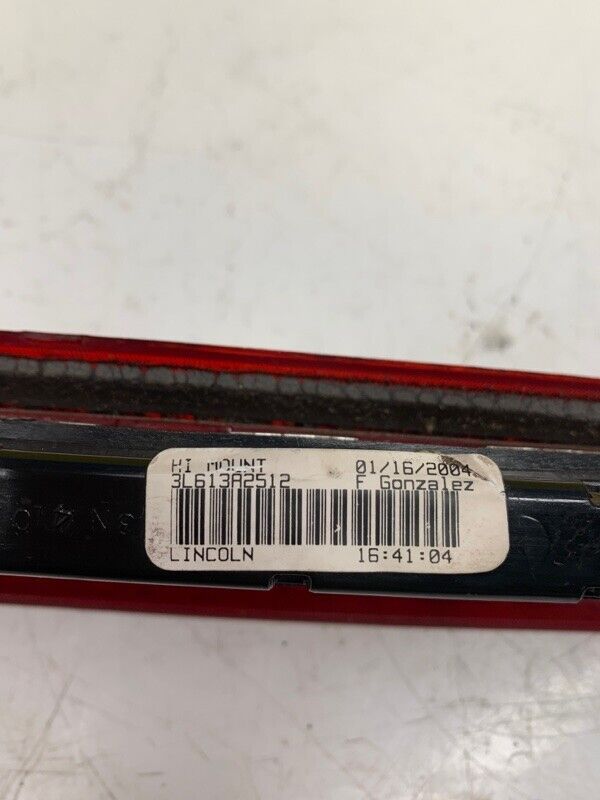 HI MOUNT 01/16/2004
3L613A2512 F Gonzalez
LINCOLN 16:41:04